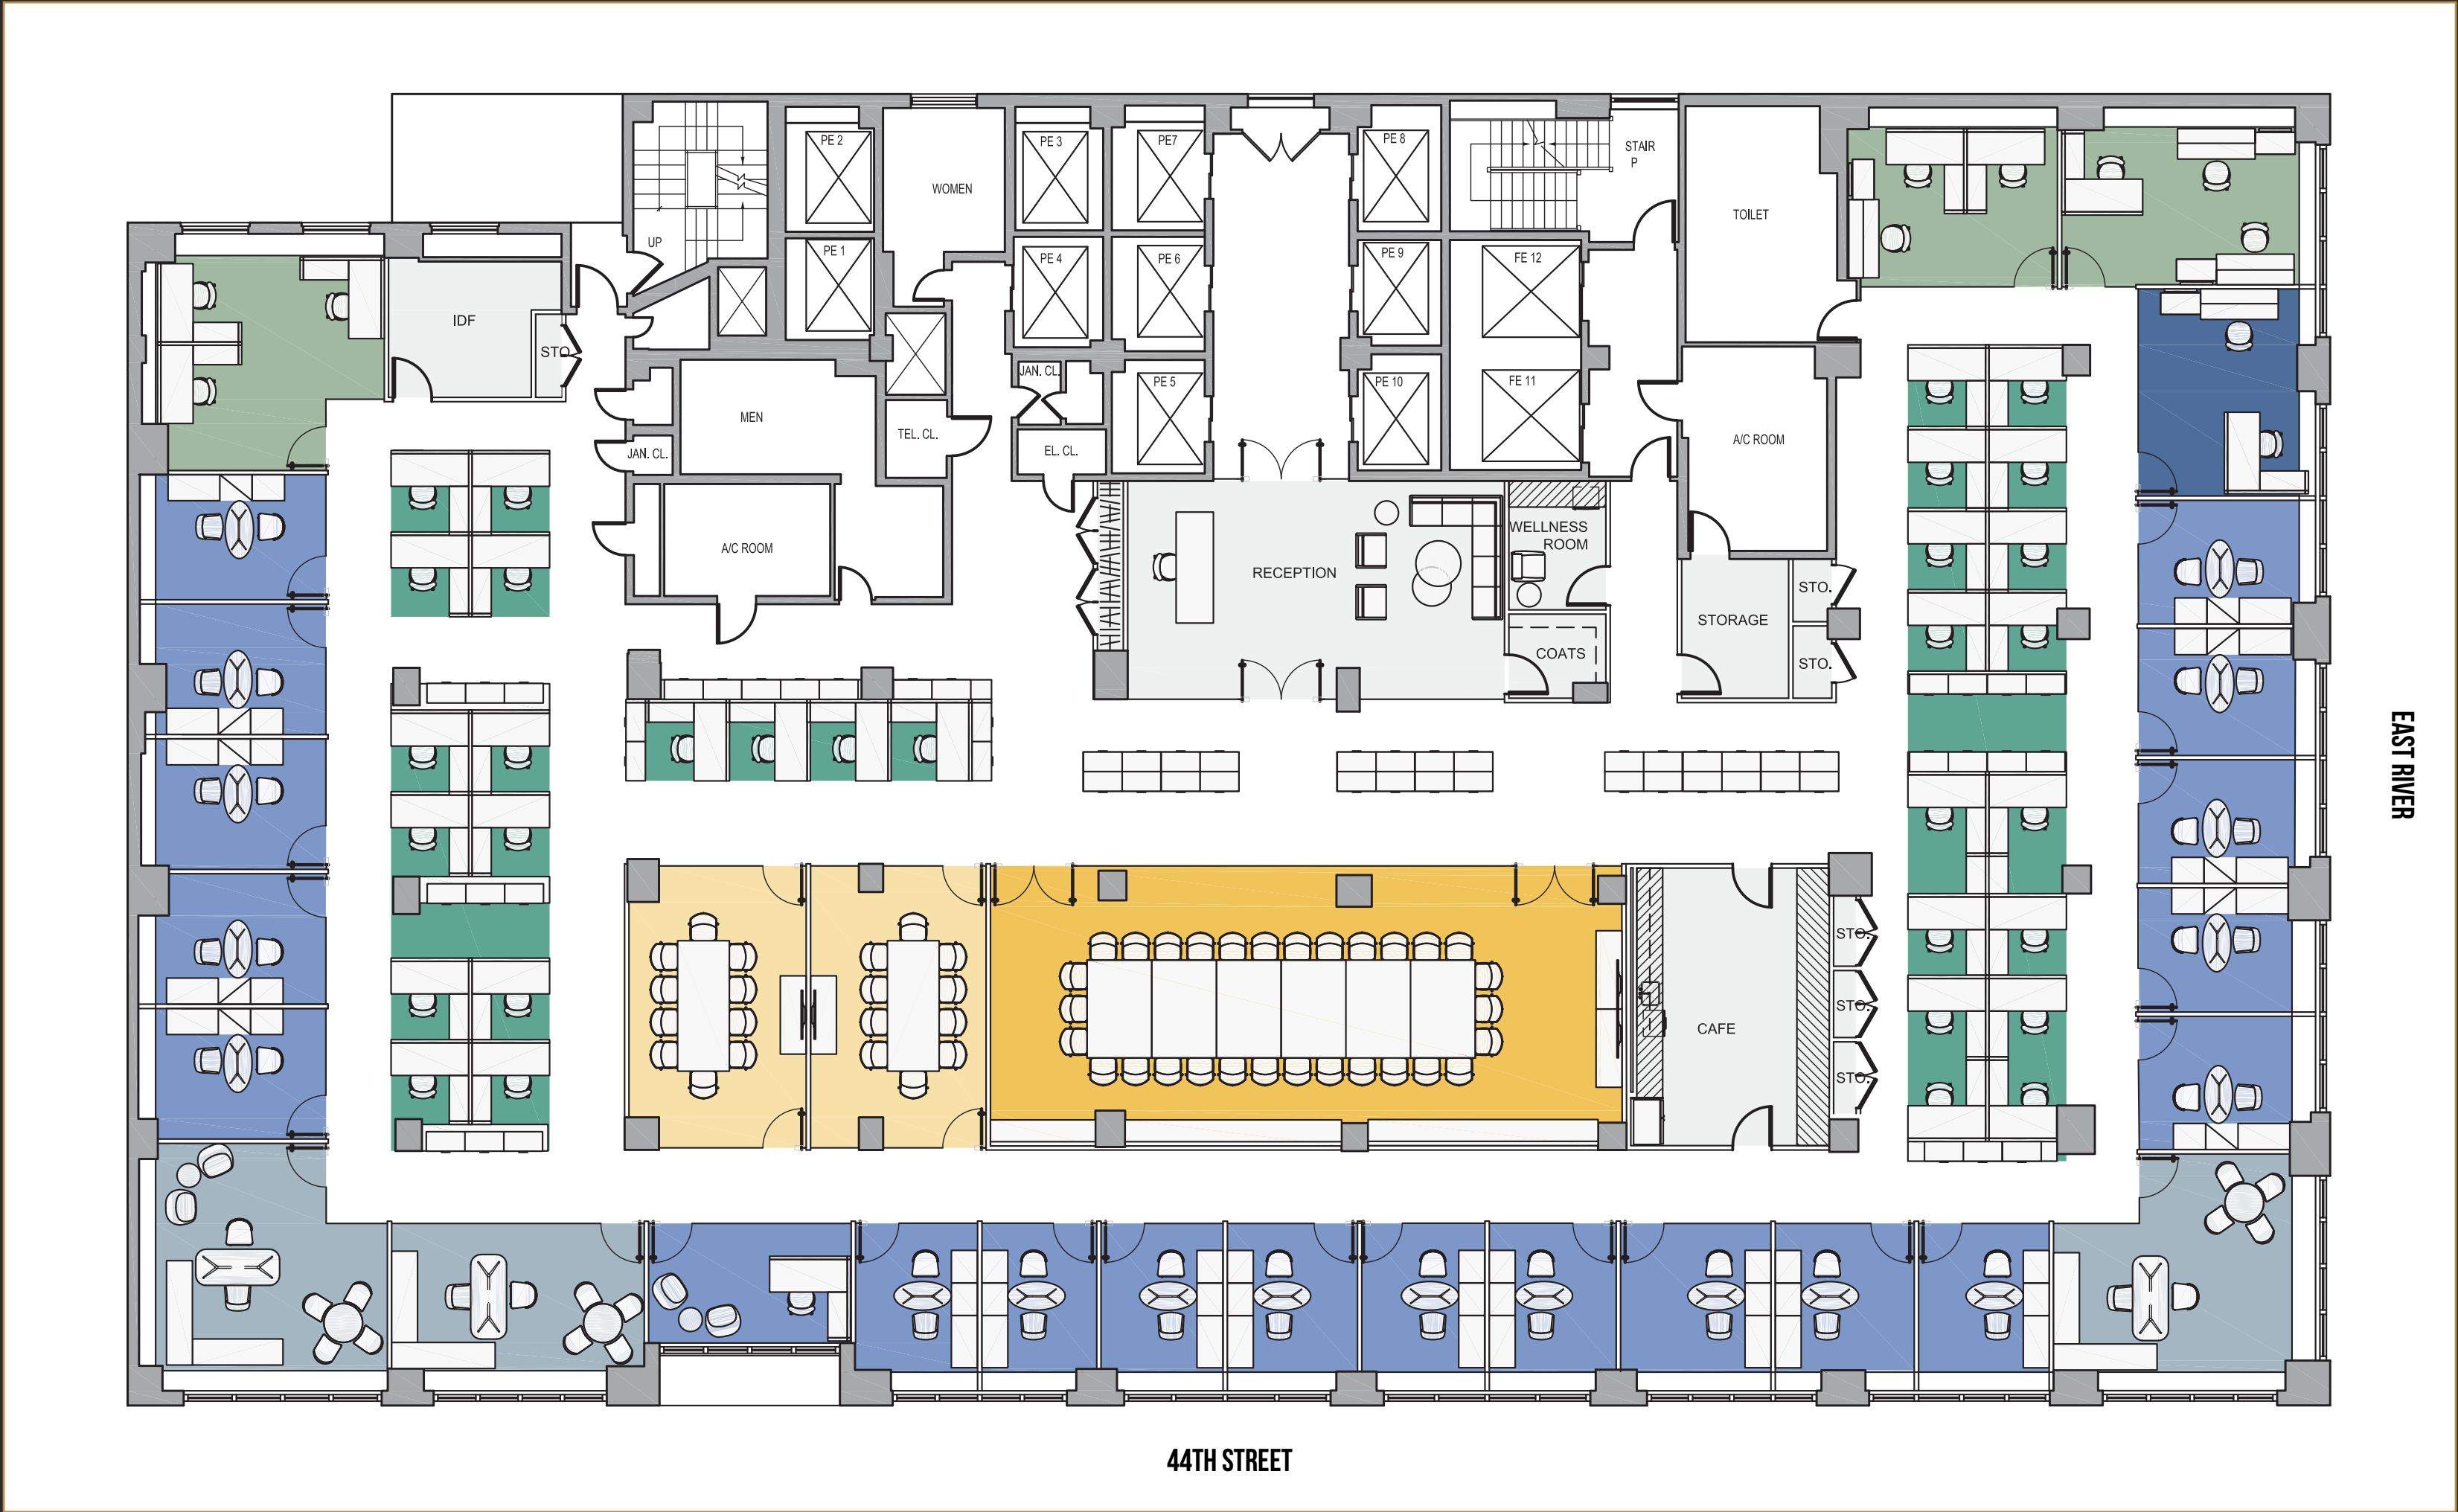 PE 2
PE 3
PE7
PE 8
STAIR
P
WOMEN
TOILET
UP
PE 1
PE 4
PE 6
PE 9
FE 12
IDF
STO.
JAN. CL.
PE 5
PE 10
FE 11
MEN
TEL. CL.
EL. CL.
A/C ROOM
JAN. CL.
A/C ROOM
WELLNESS
ROOM
RECEPTION
STO.
STORAGE
COATS
STO.
EAST RIVER
STO.
STO.
CAFE
STO.
44TH STREET